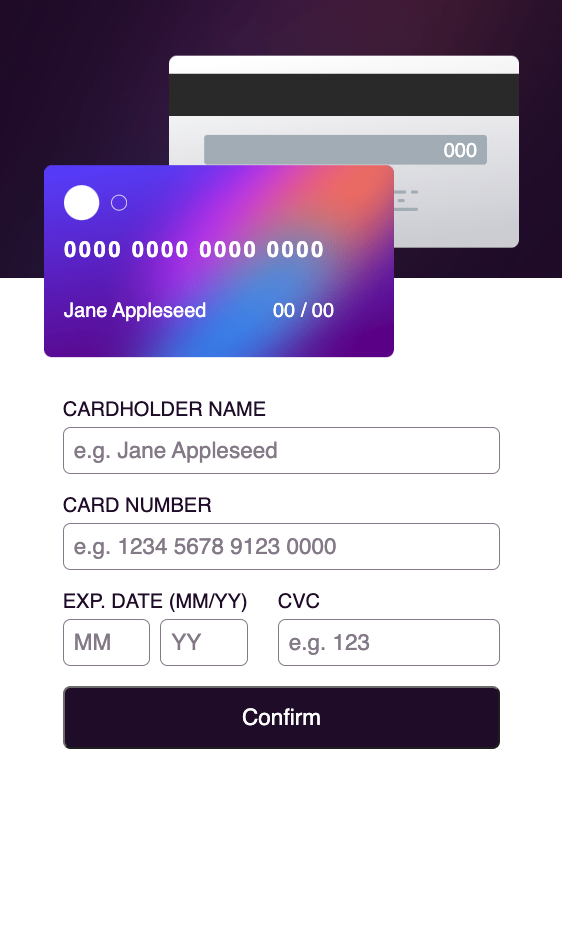 000
0000 0000 0000 0000
Jane Appleseed 00 / 00
CARDHOLDER NAME
e.g. Jane Appleseed
CARD NUMBER
e.g. 1234 5678 9123 0000
EXP. DATE (MM/YY) CVC
MM YY e.g. 123
Confirm